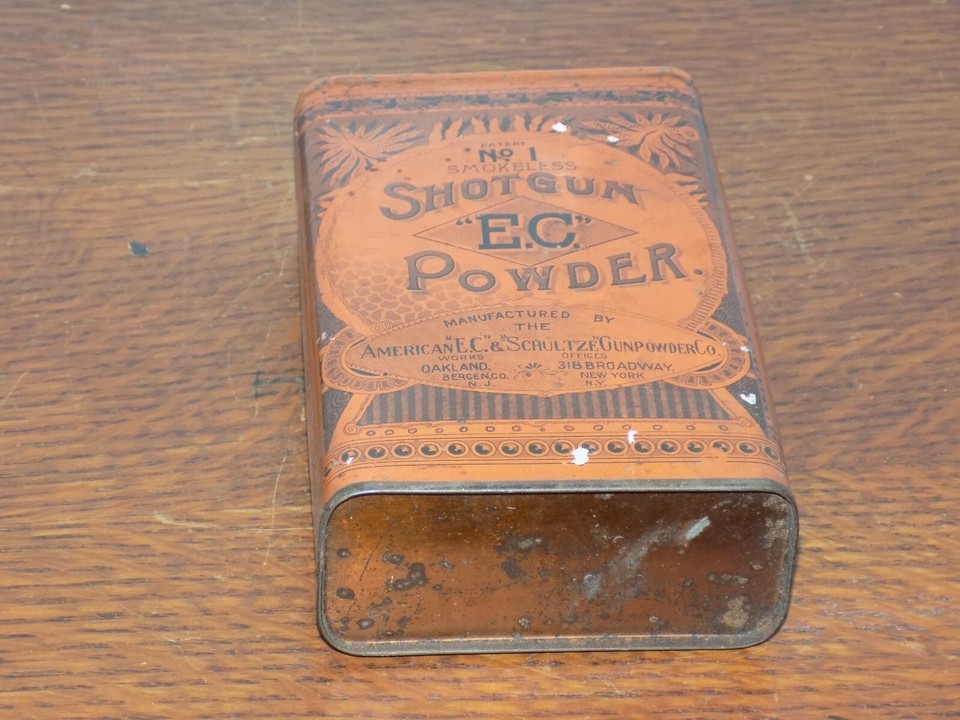 PATENT
No 1
SMOKELESS
SHOTGUN
"E.C."
POWDER.
MANUFACTURED BY
THE
AMERICAN "E.C." & "SCHULTZE" GUNPOWDER CO.
WORKS OFFICES
OAKLAND, 318 BROADWAY,
BERGEN, CO. NEW YORK
N.J. N.Y.